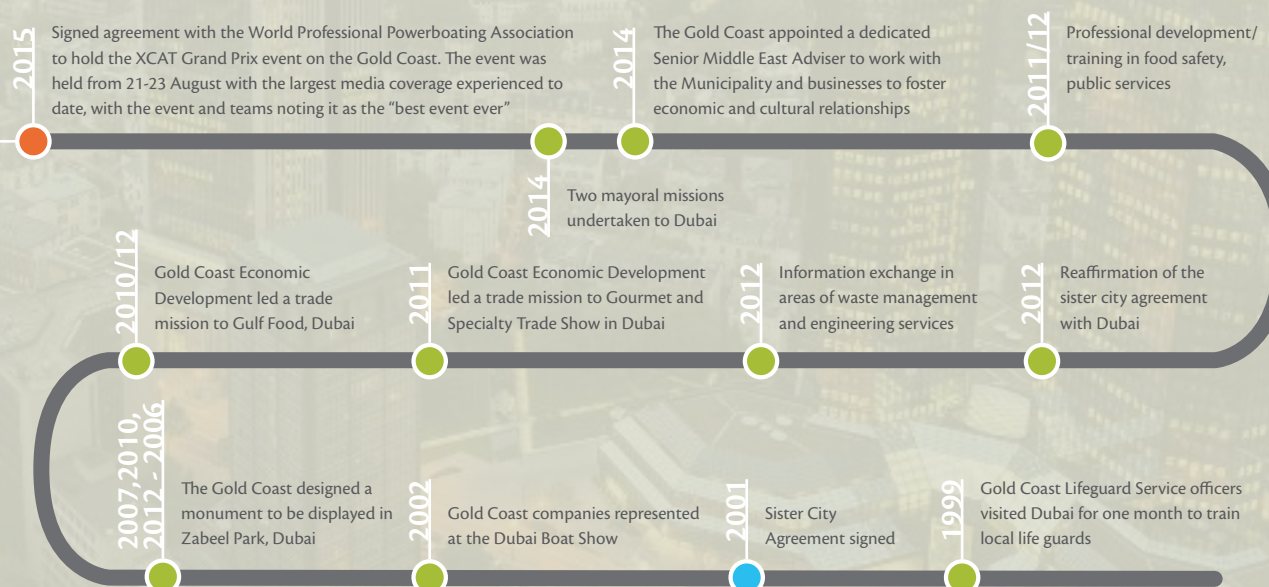 2015
Signed agreement with the World Professional Powerboating Association
to hold the XCAT Grand Prix event on the Gold Coast. The event was
held from 21-23 August with the largest media coverage experienced to
date, with the event and teams noting it as the “best event ever”
2014
The Gold Coast appointed a dedicated
Senior Middle East Adviser to work with
the Municipality and businesses to foster
economic and cultural relationships
2011/12
Professional development/
training in food safety,
public services
2014
Two mayoral missions
undertaken to Dubai
2010/12
Gold Coast Economic
Development led a trade
mission to Gulf Food, Dubai
2011
Gold Coast Economic Development
led a trade mission to Gourmet and
Specialty Trade Show in Dubai
2012
Information exchange in
areas of waste management
and engineering services
2012
Reaffirmation of the
sister city agreement
with Dubai
2007,2010,
2012 - 2006
The Gold Coast designed a
monument to be displayed in
Zabeel Park, Dubai
2002
Gold Coast companies represented
at the Dubai Boat Show
2001
Sister City
Agreement signed
1999
Gold Coast Lifeguard Service officers
visited Dubai for one month to train
local life guards